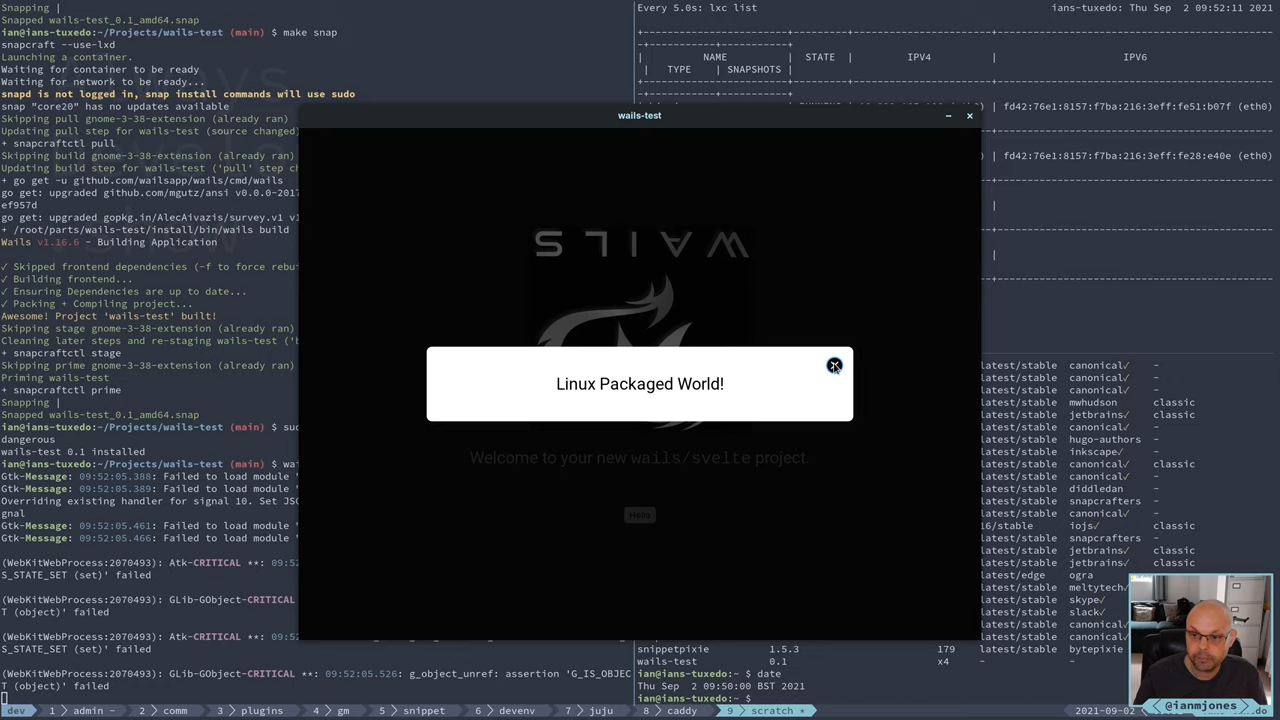 Snapping |
Snapped wails-test_0.1_amd64.snap
ian@ians-tuxedo:~/Projects/wails-test (main) $ make snap
snapcraft --use-lxd
Launching a container.
Waiting for container to be ready
Waiting for network to be ready...
snapd is not logged in, snap install commands will use sudo
snap "core20" has no updates available
Skipping pull gnome-3-38-extension (already ran)
Updating pull step for wails-test (source changed)
+ snapcraftctl pull
Skipping build gnome-3-38-extension (already ran)
Updating build step for wails-test ('pull' step
+ go get -u github.com/wailsapp/wails/cmd/wails
go get: upgraded github.com/mgutz/ansi v0.0.0-2017
ef957d
go get: upgraded gopkg.in/AlecAivazis/survey.v1 v1
+ /root/parts/wails-test/install/bin/wails build
Wails v1.16.6 - Building Application
✓ Skipped frontend dependencies (-f to force rebu
✓ Building frontend...
✓ Ensuring Dependencies are up to date...
✓ Packing + Compiling project...
Awesome! Project 'wails-test' built!
Skipping stage gnome-3-38-extension (already ran)
Cleaning later steps and re-staging wails-test ('b
+ snapcraftctl stage
Skipping prime gnome-3-38-extension (already ran)
Priming wails-test
+ snapcraftctl prime
Snapping |
Snapped wails-test_0.1_amd64.snap
ian@ians-tuxedo:~/Projects/wails-test (main) $ sud
dangerous
wails-test 0.1 installed
ian@ians-tuxedo:~/Projects/wails-test (main) $ wai
Gtk-Message: 09:52:05.388: Failed to load module "
Gtk-Message: 09:52:05.389: Failed to load module "
Overriding existing handler for signal 10. Set JSC
gnal
Gtk-Message: 09:52:05.461: Failed to load module "
Gtk-Message: 09:52:05.466: Failed to load module "
(WebKitWebProcess:2070493): Atk-CRITICAL **: 09:52
S_STATE_SET (set)' failed
(WebKitWebProcess:2070493): GLib-GObject-CRITICAL
T (object)' failed
(WebKitWebProcess:2070493): Atk-CRITICAL **: 09:52
S_STATE_SET (set)' failed
(WebKitWebProcess:2070493): GLib-GObject-CRITICAL **: 09:52:05.526: g_object_unref: assertion 'G_IS_OBJEC
T (object)' failed
wails-test
WAILS
Linux Packaged World!
Welcome to your new wails/svelte project.
Hello
Every 5.0s: lxc list ians-tuxedo: Thu Sep 2 09:52:11 2021
NAME | STATE | IPV4 | IPV6
TYPE | SNAPSHOTS |
| fd42:76e1:8157:f7ba:216:3eff:fe51:b07f (eth0)
| fd42:76e1:8157:f7ba:216:3eff:fe28:e40e (eth0)
latest/stable canonical✓ -
latest/stable canonical✓ -
latest/stable canonical✓ -
latest/stable mwhudson classic
latest/stable jetbrains✓ classic
latest/stable canonical✓ -
latest/stable hugo-authors -
latest/stable inkscape✓ -
latest/stable canonical✓ classic
latest/stable canonical✓ -
latest/stable diddledan -
latest/stable snapcrafters -
latest/stable canonical✓ -
16/stable iojs✓ classic
latest/stable snapcrafters -
latest/stable jetbrains✓ classic
latest/stable jetbrains✓ classic
latest/edge ogra
latest/stable meltytech✓
latest/stable skype✓
latest/stable slack✓
latest/stable canonical✓
latest/stable canonical✓
snippetpixie 1.5.3 179 latest/stable bytepixie
wails-test 0.1 x4 - -
ian@ians-tuxedo:~ $ date
Thu Sep 2 09:50:00 BST 2021
ian@ians-tuxedo:~ $
dev 1 admin - 2 comm 3 plugins 4 gm 5 snippet 6 devenv 7 juju 8 caddy 9 scratch * 2021-09-02
@ianmjones